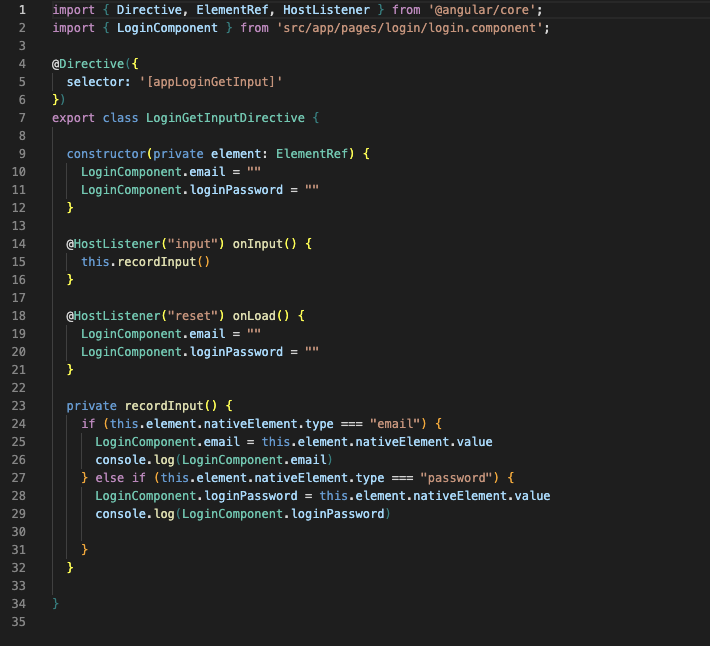 1 import { Directive, ElementRef, HostListener } from '@angular/core';
2 import { LoginComponent } from 'src/app/pages/login/login.component';
3
4 @Directive({
5   selector: '[appLoginGetInput]'
6 })
7 export class LoginGetInputDirective {
8
9   constructor(private element: ElementRef) {
10     LoginComponent.email = ""
11     LoginComponent.loginPassword = ""
12   }
13
14   @HostListener("input") onInput() {
15     this.recordInput()
16   }
17
18   @HostListener("reset") onLoad() {
19     LoginComponent.email = ""
20     LoginComponent.loginPassword = ""
21   }
22
23   private recordInput() {
24     if (this.element.nativeElement.type === "email") {
25       LoginComponent.email = this.element.nativeElement.value
26       console.log(LoginComponent.email)
27     } else if (this.element.nativeElement.type === "password") {
28       LoginComponent.loginPassword = this.element.nativeElement.value
29       console.log(LoginComponent.loginPassword)
30
31     }
32   }
33
34 }
35